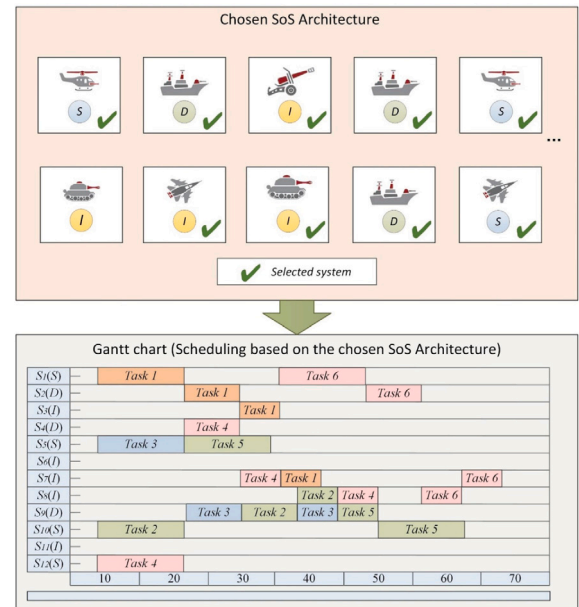 Chosen SoS Architecture
S D I D S
...
I I I D S
Selected system
Gantt chart (Scheduling based on the chosen SoS Architecture)
S1(S) Task 1 Task 6
S2(D) Task 1 Task 6
S3(I) Task 1
S4(D) Task 4
S5(S) Task 3 Task 5
S6(I)
S7(I) Task 4 Task 1 Task 6
S8(I) Task 2 Task 4 Task 6
S9(D) Task 3 Task 2 Task 3 Task 5
S10(S) Task 2 Task 5
S11(I)
S12(S) Task 4
10 20 30 40 50 60 70